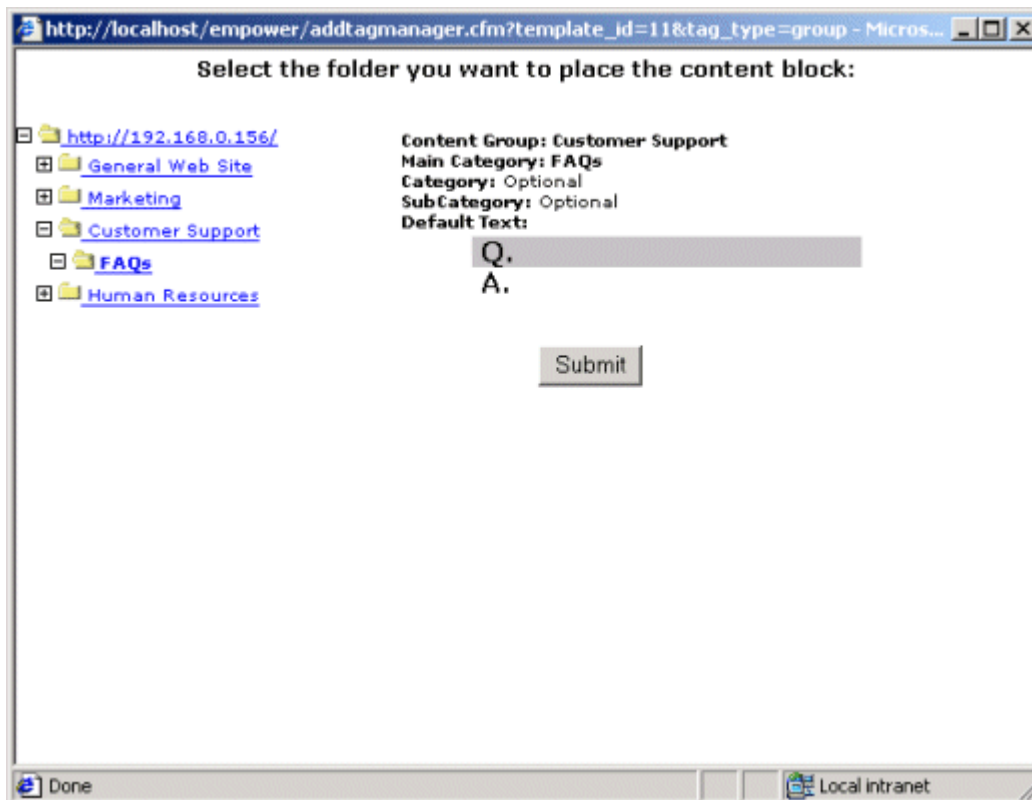 http://localhost/empower/addtagmanager.cfm?template_id=11&tag_type=group - Micros...
Select the folder you want to place the content block:
http://192.168.0.156/
General Web Site
Marketing
Customer Support
FAQs
Human Resources
Content Group: Customer Support
Main Category: FAQs
Category: Optional
SubCategory: Optional
Default Text:
Q.
A.
Submit
Done
Local intranet